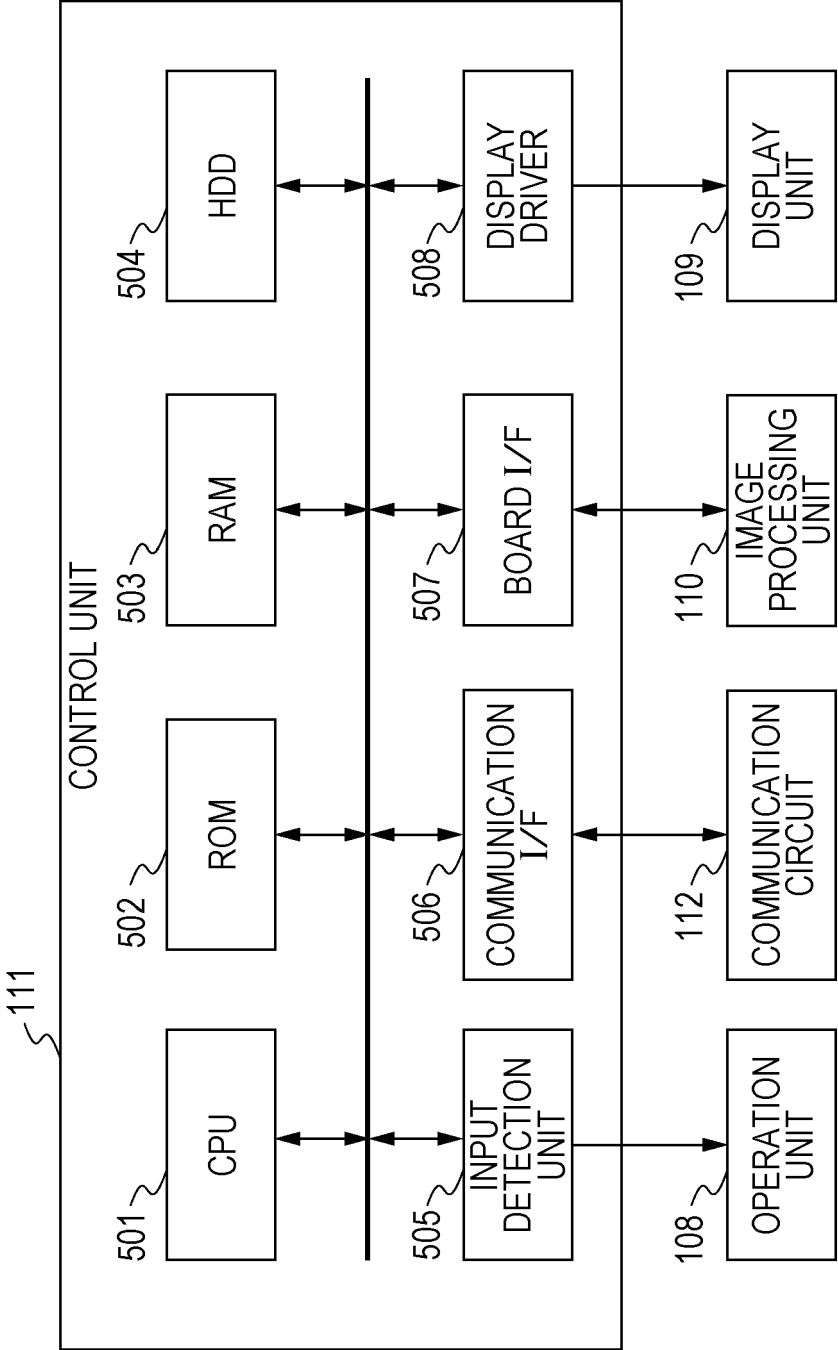 111
CONTROL UNIT
501
CPU
502
ROM
503
RAM
504
HDD
505
INPUT
DETECTION
UNIT
506
COMMUNICATION
I/F
507
BOARD I/F
508
DISPLAY
DRIVER
108
OPERATION
UNIT
112
COMMUNICATION
CIRCUIT
110
IMAGE
PROCESSING
UNIT
109
DISPLAY
UNIT